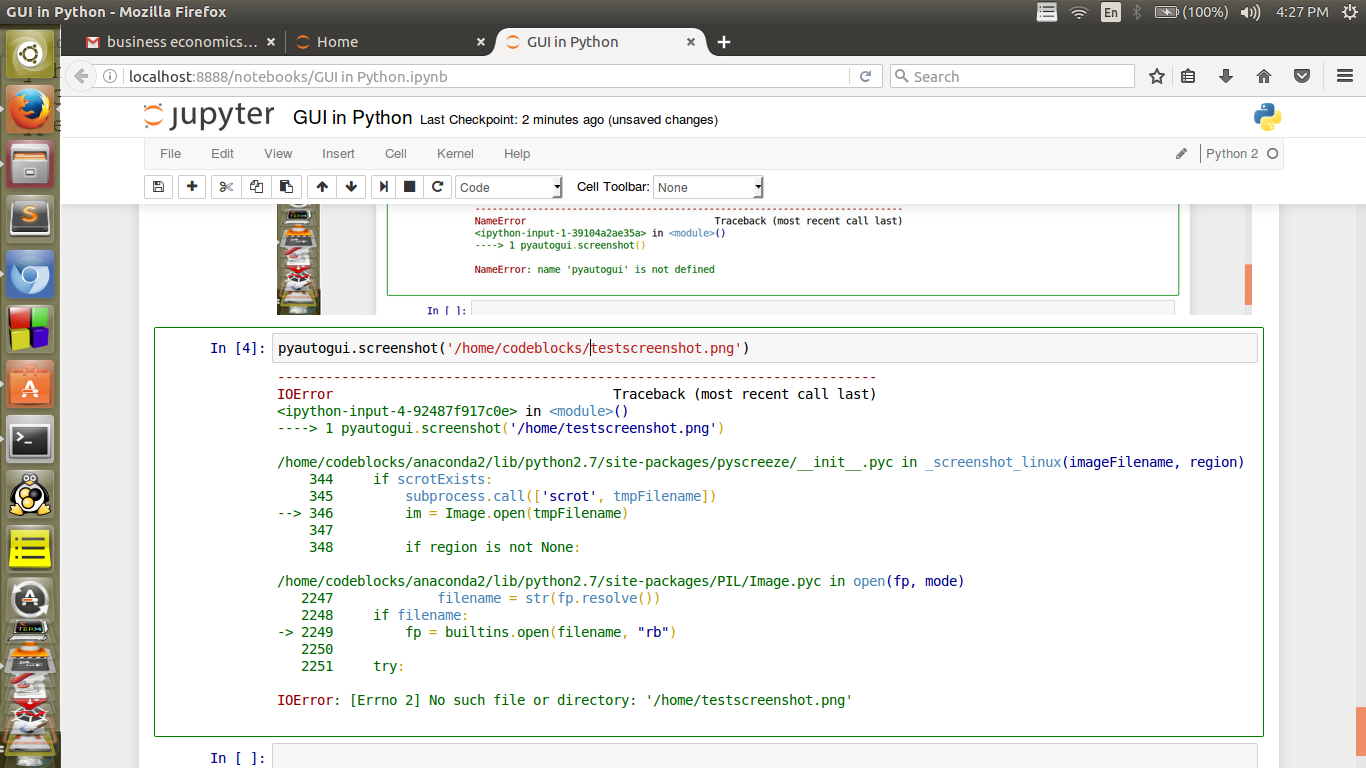 GUI in Python - Mozilla Firefox
En
(100%)
4:27 PM
business economics…
Home
GUI in Python
localhost:8888/notebooks/GUI in Python.ipynb
Search
jupyter GUI in Python Last Checkpoint: 2 minutes ago (unsaved changes)
File Edit View Insert Cell Kernel Help Python 2
Code Cell Toolbar: None
---------------------------------------------------------------------------
NameError Traceback (most recent call last)
<ipython-input-1-39104a2ae35a> in <module>()
----> 1 pyautogui.screenshot()
NameError: name 'pyautogui' is not defined
In [ ]:
In [4]: pyautogui.screenshot('/home/codeblocks/testscreenshot.png')
---------------------------------------------------------------------------
IOError Traceback (most recent call last)
<ipython-input-4-92487f917c0e> in <module>()
----> 1 pyautogui.screenshot('/home/testscreenshot.png')
/home/codeblocks/anaconda2/lib/python2.7/site-packages/pyscreeze/__init__.pyc in _screenshot_linux(imageFilename, region)
344 if scrotExists:
345 subprocess.call(['scrot', tmpFilename])
--> 346 im = Image.open(tmpFilename)
347
348 if region is not None:
/home/codeblocks/anaconda2/lib/python2.7/site-packages/PIL/Image.pyc in open(fp, mode)
2247 filename = str(fp.resolve())
2248 if filename:
-> 2249 fp = builtins.open(filename, "rb")
2250
2251 try:
IOError: [Errno 2] No such file or directory: '/home/testscreenshot.png'
In [ ]: